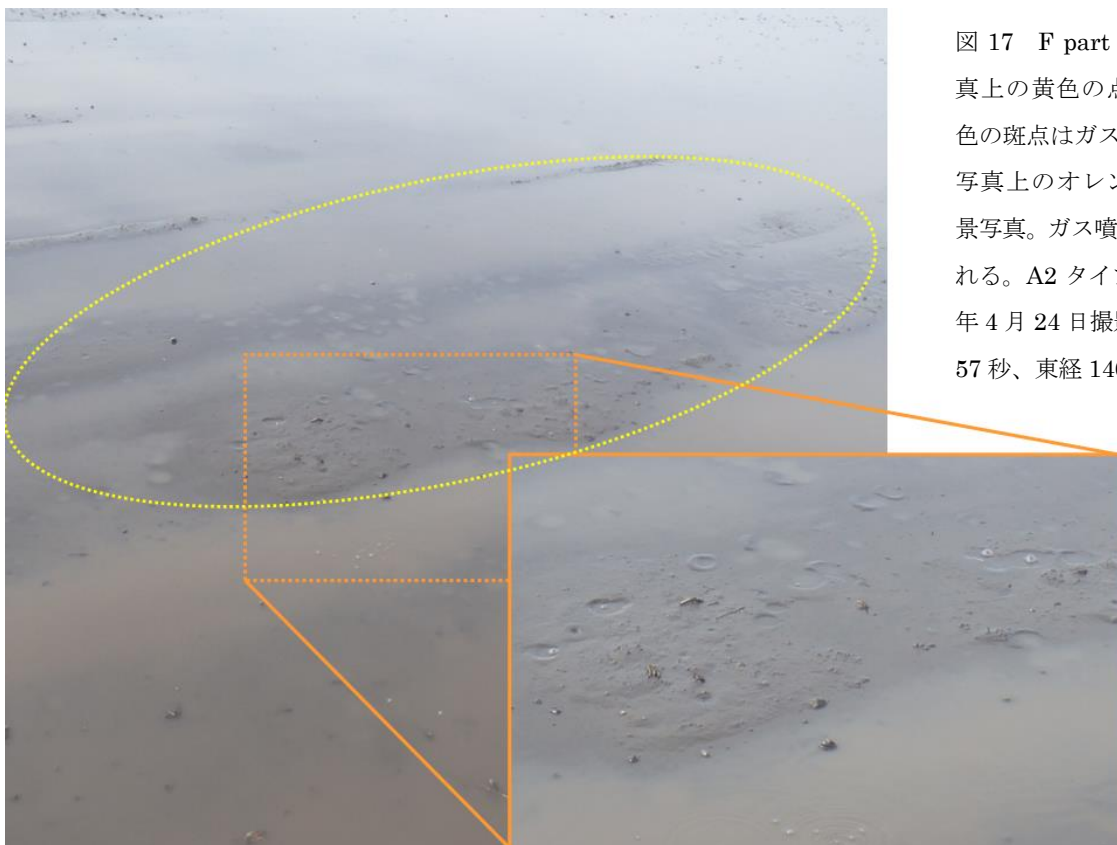 図 17 F part
真上の黄色の点
色の斑点はガス
写真上のオレン
景写真。ガス噴
れる。A2 タイ
年 4 月 24 日撮
57 秒、東経 14